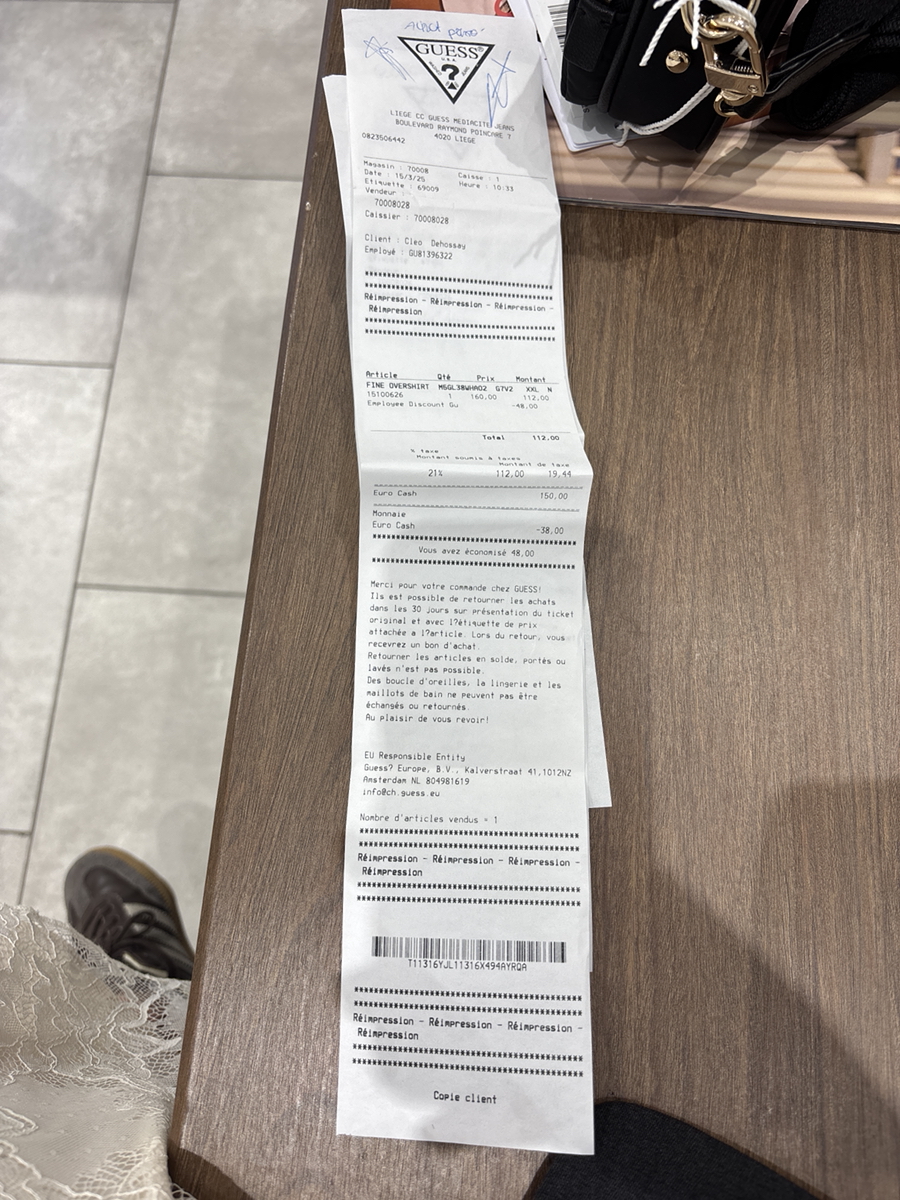 Achat perso
GUESS®
U.S.A.
?
LIEGE CC GUESS MEDIACITE JEANS
BOULEVARD RAYMOND POINCARE 7
0823506442 4020 LIEGE
Magasin : 70008 Caisse : 1
Date : 15/3/25 Heure : 10:33
Etiquette : 69009
Vendeur
70008028
Caissier : 70008028
Client : Cleo Dehossay
Employé : GU81396322
****************************************
****************************************
Réimpression - Réimpression - Réimpression -
Réimpression
****************************************
****************************************
Article Qté Prix Montant
FINE OVERSHIRT M5GL38WHAO2 G7V2 XXL N
15100626 1 160,00 112,00
Employee Discount Gu -48,00
Total 112,00
% taxe
Montant soumis à taxes
Montant de taxe
21% 112,00 19,44
Euro Cash 150,00
Monnaie
Euro Cash -38,00
****************************************
Vous avez économisé 48,00
****************************************
Merci pour votre commande chez GUESS!
Ils est possible de retourner les achats
dans les 30 jours sur présentation du ticket
original et avec l?étiquette de prix
attachée a l?article. Lors du retour, vous
recevrez un bon d'achat.
Retourner les articles en solde, portés ou
lavés n'est pas possible.
Des boucle d'oreilles, la lingerie et les
maillots de bain ne peuvent pas être
échangés ou retournés.
Au plaisir de vous revoir!
EU Responsible Entity
Guess? Europe, B.V., Kalverstraat 41,1012NZ
Amsterdam NL 804981619
info@ch.guess.eu
Nombre d'articles vendus = 1
****************************************
****************************************
Réimpression - Réimpression - Réimpression -
Réimpression
****************************************
****************************************
T11316YJL11316X494AYRQA
****************************************
****************************************
Réimpression - Réimpression - Réimpression -
Réimpression
****************************************
****************************************
Copie client